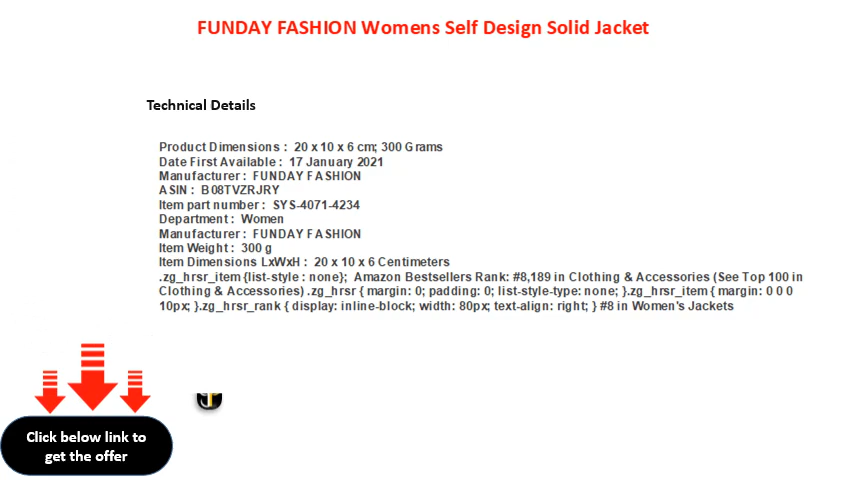 FUNDAY FASHION Womens Self Design Solid Jacket
Technical Details
Product Dimensions : 20 x 10 x 6 cm; 300 Grams
Date First Available : 17 January 2021
Manufacturer : FUNDAY FASHION
ASIN : B08TVZRJRY
Item part number : SYS-4071-4234
Department : Women
Manufacturer : FUNDAY FASHION
Item Weight : 300 g
Item Dimensions LxWxH : 20 x 10 x 6 Centimeters
.zg_hrsr_item {list-style : none}; Amazon Bestsellers Rank: #8,189 in Clothing & Accessories (See Top 100 in
Clothing & Accessories) .zg_hrsr { margin: 0; padding: 0; list-style-type: none; }.zg_hrsr_item { margin: 0 0 0
10px; }.zg_hrsr_rank { display: inline-block; width: 80px; text-align: right; } #8 in Women's Jackets
Click below link to
get the offer